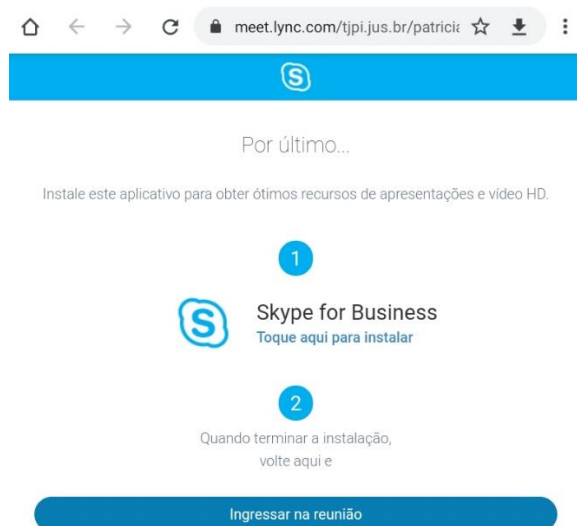 meet.lync.com/tjpi.jus.br/patricia
Por último...
Instale este aplicativo para obter ótimos recursos de apresentações e vídeo HD.
1
Skype for Business
Toque aqui para instalar
2
Quando terminar a instalação,
volte aqui e
Ingressar na reunião